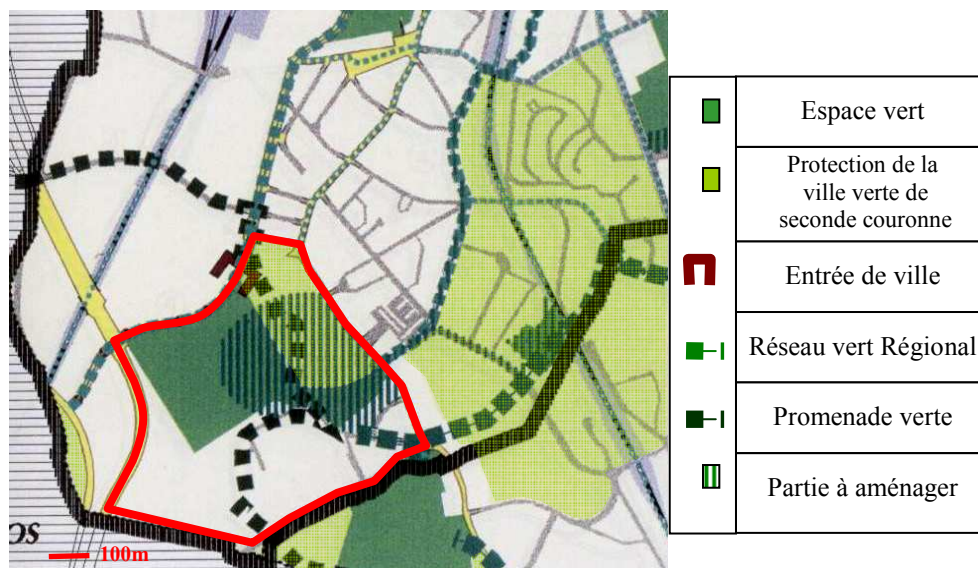 Espace vert
Protection de la
ville verte de
seconde couronne
Entrée de ville
Réseau vert Régional
Promenade verte
Partie à aménager
OS
100m